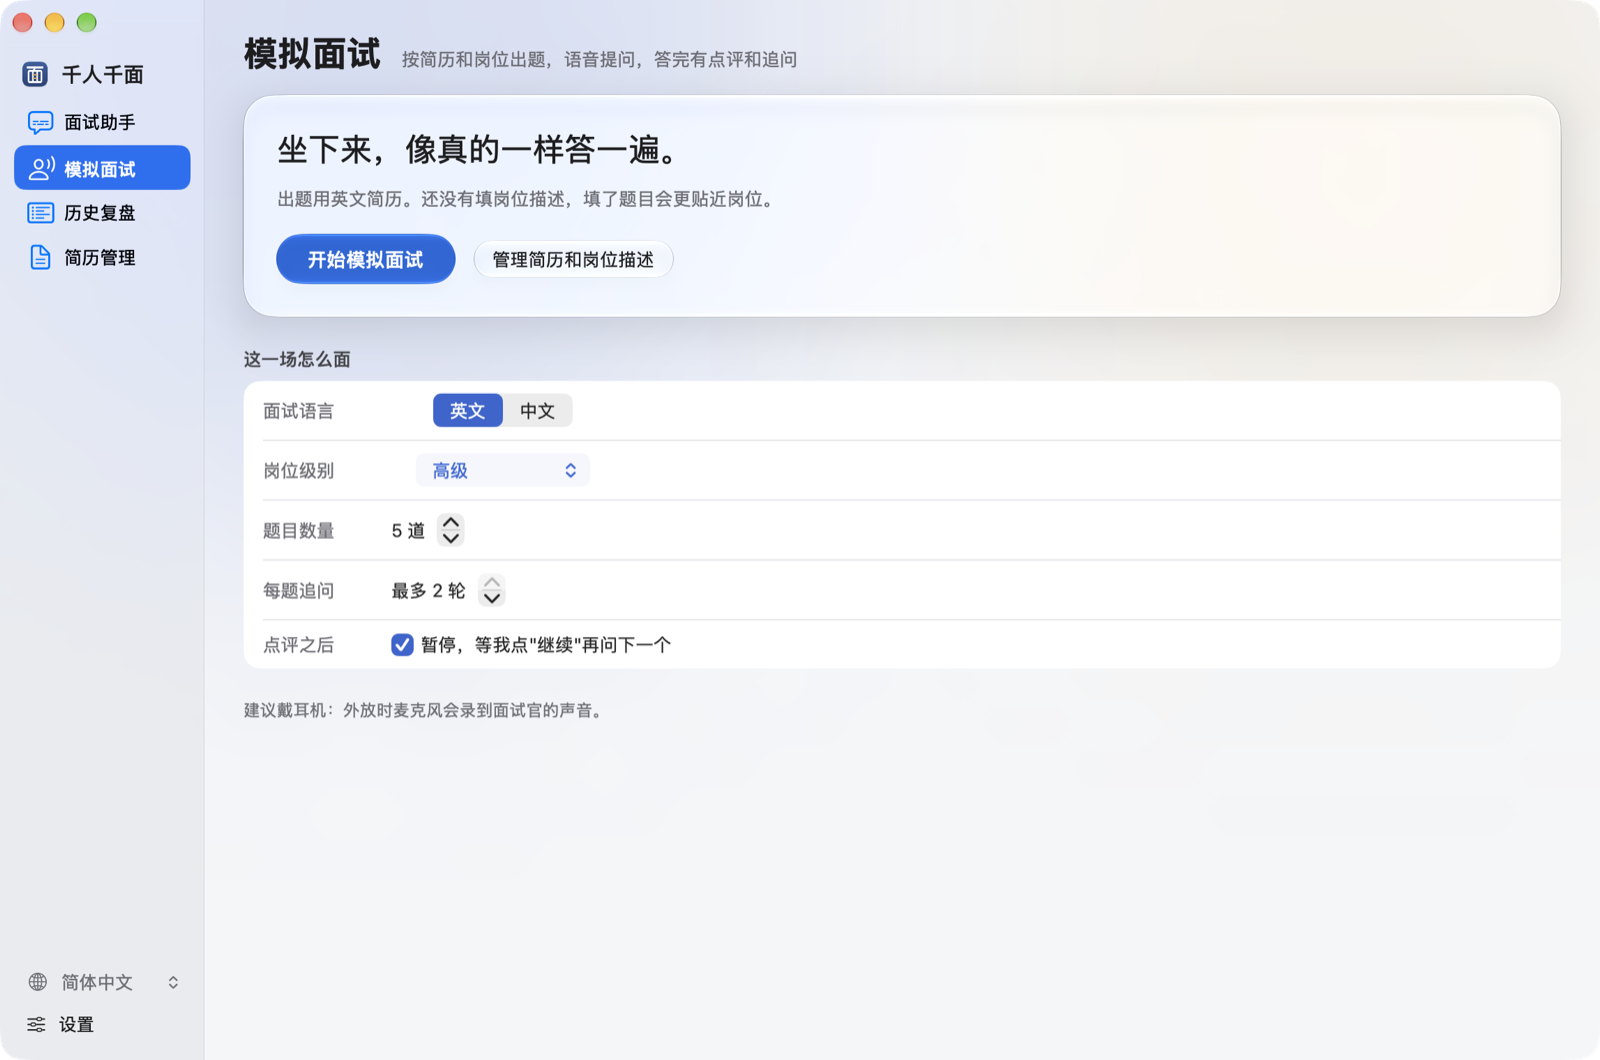 千人千面
面试助手
模拟面试
历史复盘
简历管理
简体中文
设置
模拟面试 按简历和岗位出题，语音提问，答完有点评和追问
坐下来，像真的一样答一遍。
出题用英文简历。还没有填岗位描述，填了题目会更贴近岗位。
开始模拟面试 管理简历和岗位描述
这一场怎么面
面试语言 英文 中文
岗位级别 高级
题目数量 5 道
每题追问 最多 2 轮
点评之后 暂停，等我点"继续"再问下一个
建议戴耳机：外放时麦克风会录到面试官的声音。